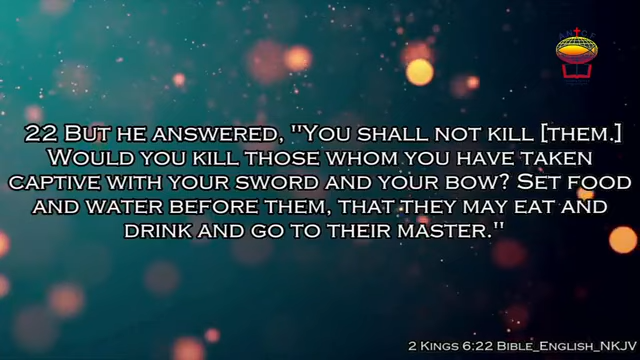 ANTCF
22 But he answered, "You shall not kill [them.]
Would you kill those whom you have taken
captive with your sword and your bow? Set food
and water before them, that they may eat and
drink and go to their master."
2 Kings 6:22 Bible_English_NKJV